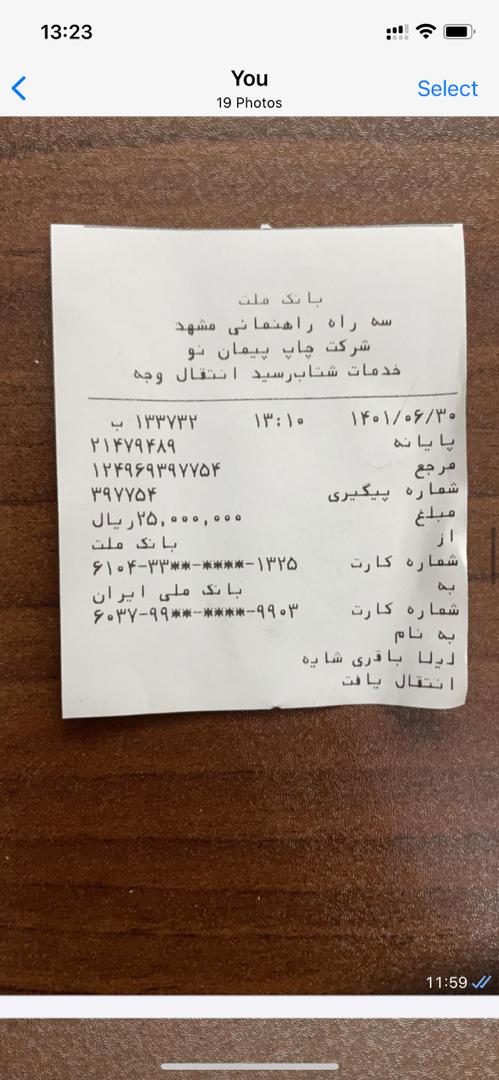 13:23
You
19 Photos
Select
بانک ملت
سه راه راهنمائی مشهد
شرکت چاپ پیمان نو
خدمات شتاب‌رسید انتقال وجه
۱۴۰۱/۰۶/۳۰ ۱۳:۱۰ ۱۳۳۷۳۲ ب
پایانه ۲۱۴۷۹۴۸۹
مرجع ۱۲۴۹۶۹۳۹۷۷۵۴
شماره پیگیری ۳۹۷۷۵۴
مبلغ ۲۵,۰۰۰,۰۰۰ریال
از بانک ملت
شماره کارت ۶۱۰۴-۳۳**-****-۱۳۲۵
به بانک ملی ایران
شماره کارت ۶۰۳۷-۹۹**-****-۹۹۰۳
به نام
لیلا باقری شایه
انتقال یافت
11:59